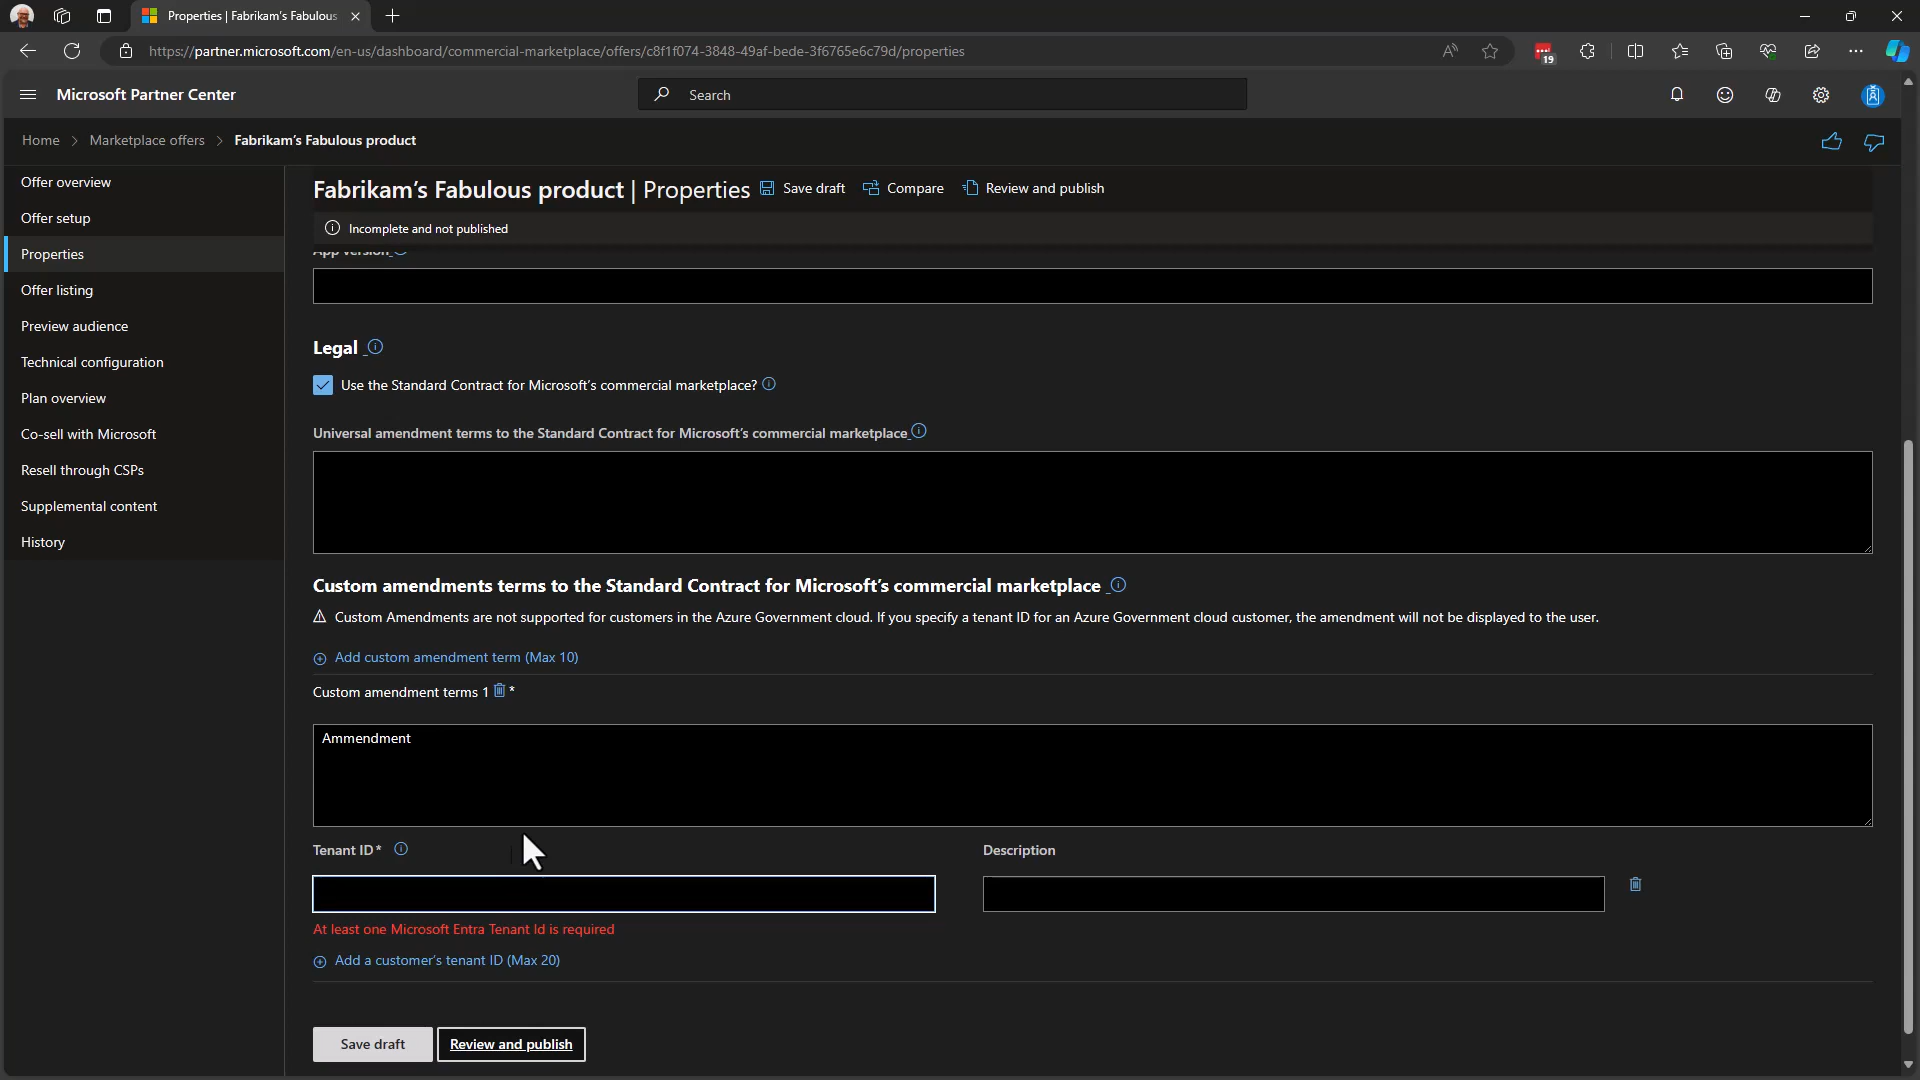 Properties | Fabrikam's Fabulous
https://partner.microsoft.com/en-us/dashboard/commercial-marketplace/offers/c8f1f074-3848-49af-bede-3f6765e6c79d/properties
19
Microsoft Partner Center
Search
Home > Marketplace offers > Fabrikam's Fabulous product
Offer overview
Offer setup
Properties
Offer listing
Preview audience
Technical configuration
Plan overview
Co-sell with Microsoft
Resell through CSPs
Supplemental content
History
Fabrikam's Fabulous product | Properties
Save draft
Compare
Review and publish
Incomplete and not published
App version
Legal
Use the Standard Contract for Microsoft's commercial marketplace?
Universal amendment terms to the Standard Contract for Microsoft's commercial marketplace
Custom amendments terms to the Standard Contract for Microsoft's commercial marketplace
Custom Amendments are not supported for customers in the Azure Government cloud. If you specify a tenant ID for an Azure Government cloud customer, the amendment will not be displayed to the user.
Add custom amendment term (Max 10)
Custom amendment terms 1 *
Ammendment
Tenant ID*
Description
At least one Microsoft Entra Tenant Id is required
Add a customer's tenant ID (Max 20)
Save draft
Review and publish